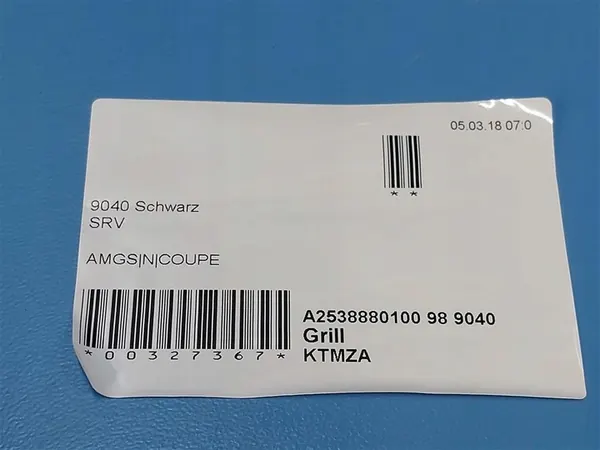 05.03.18 07:0
* *
9040 Schwarz
SRV
AMGS|N|COUPE
*00327367*
A2538880100 98 9040
Grill
KTMZA